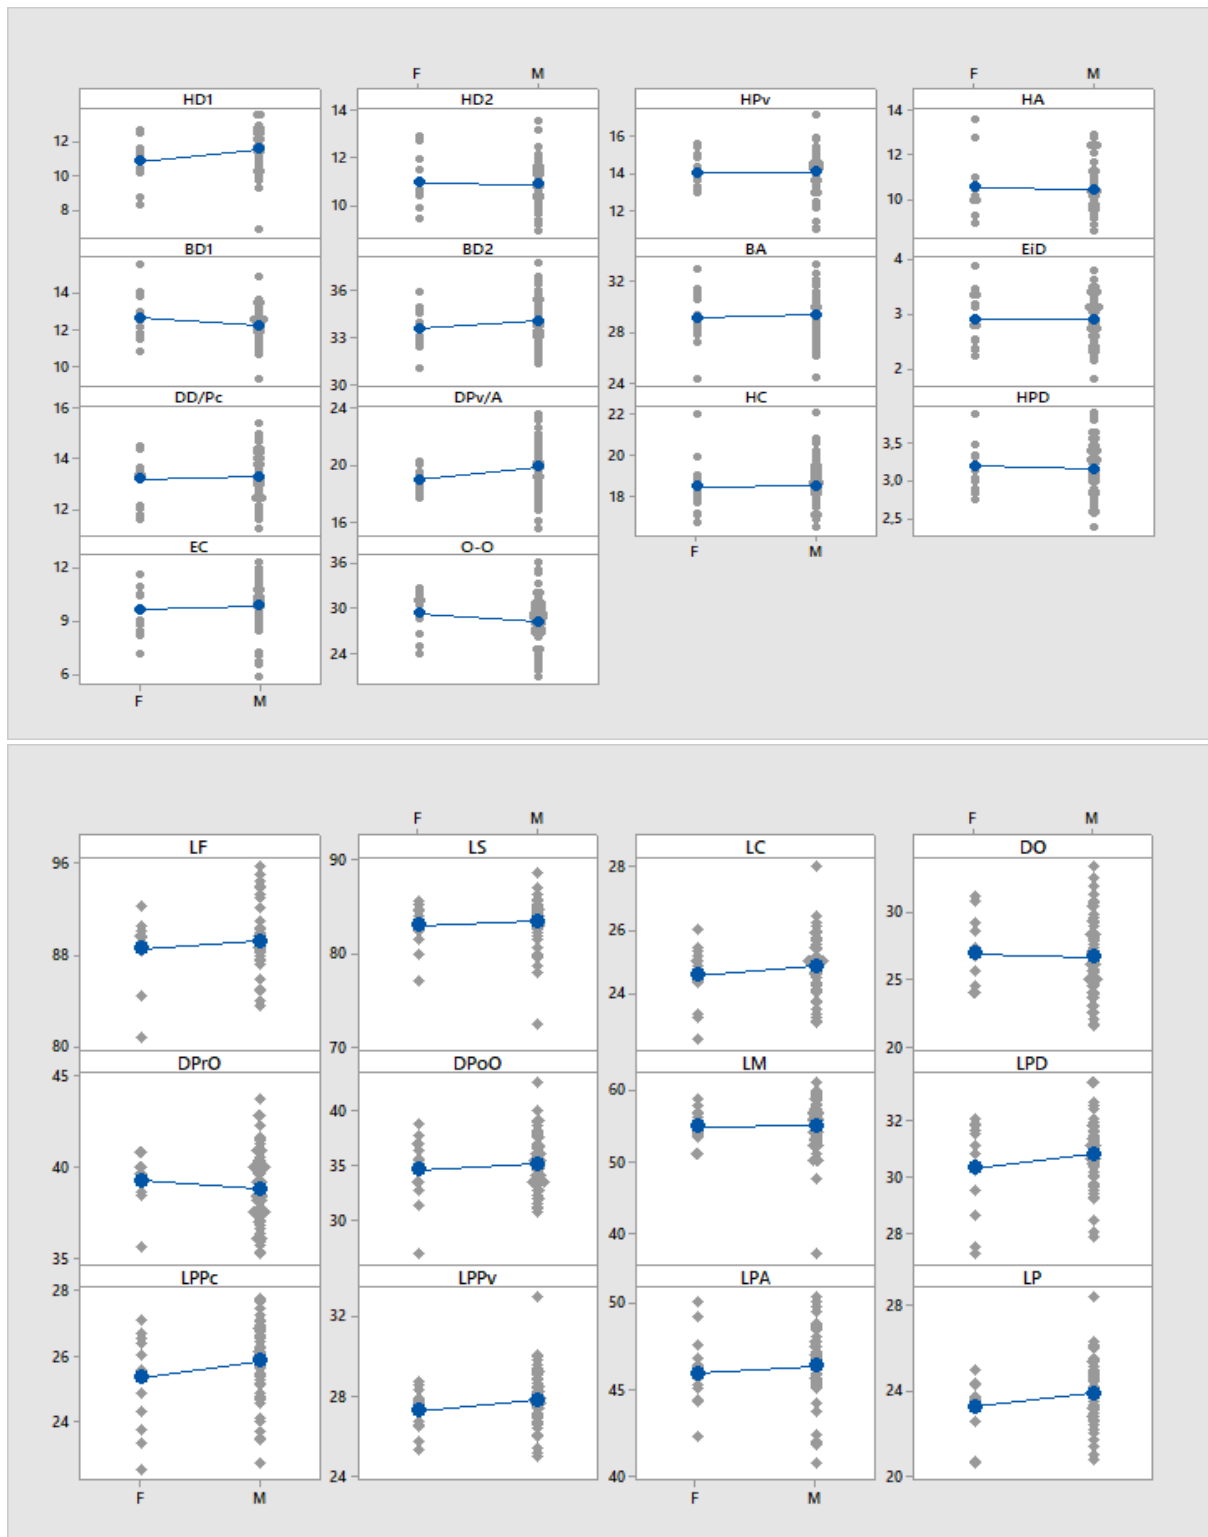 F M F M
HD1 HD2 HPv HA
12 10 8
14 12 10
16 14 12
14 12 10
BD1 BD2 BA EiD
14 12 10
36 33 30
32 28 24
4 3 2
DD/Pc DPv/A HC HPD
16 14 12
24 20 16
22 20 18
3,5 3,0 2,5
EC O-O
12 9 6
36 30 24
F M
F M
F M F M
LF LS LC DO
96 88 80
90 80 70
28 26 24
30 25 20
DPrO DPoO LM LPD
45 40 35
40 35 30
60 50 40
32 30 28
LPPc LPPv LPA LP
28 26 24
32 28 24
50 45 40
28 24 20
F M F M